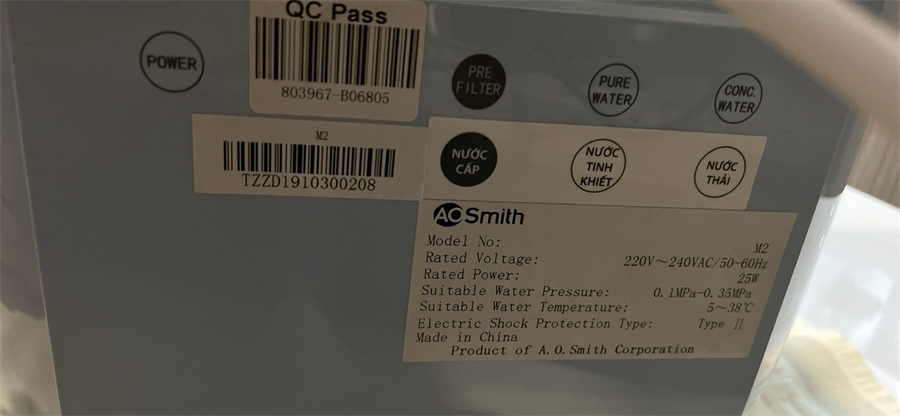 QC Pass
803967-B06805
POWER
PRE
FILTER
PURE
WATER
CONC.
WATER
M2
TZZD1910300208
NƯỚC
CẤP
NƯỚC
TINH
KHIẾT
NƯỚC
THẢI
AO Smith
Model No: M2
Rated Voltage: 220V~240VAC/50-60Hz
Rated Power: 25W
Suitable Water Pressure: 0.1MPa-0.35MPa
Suitable Water Temperature: 5~38℃
Electric Shock Protection Type: Type II
Made in China
Product of A.O.Smith Corporation